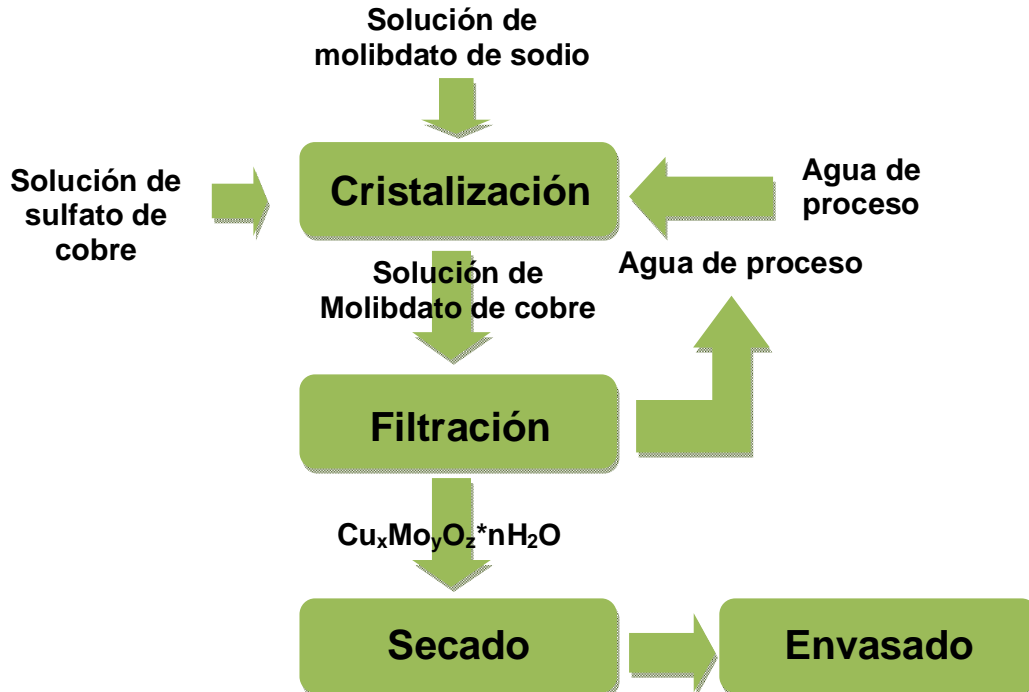 Solución de
molibdato de sodio
Solución de
sulfato de
cobre
Cristalización
Agua de
proceso
Solución de
Molibdato de cobre
Agua de proceso
Filtración
CuₓMoᵧO_z*nH₂O
Secado
Envasado